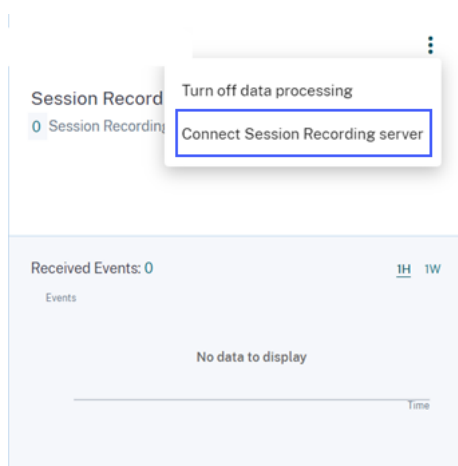 Session Record
0 Session Recording
Turn off data processing
Connect Session Recording server
Received Events: 0
1H 1W
Events
No data to display
Time